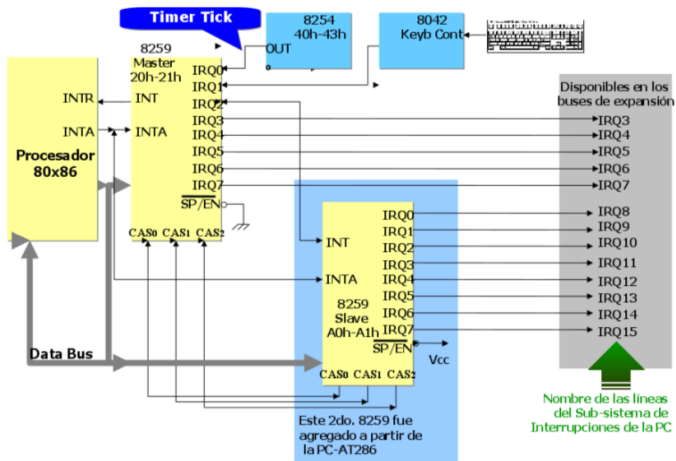 Timer Tick
8254
40h-43h
OUT
8042
Keyb Cont
8259
Master
20h-21h
IRQ0
IRQ1
IRQ2
IRQ3
IRQ4
IRQ5
IRQ6
IRQ7
SP/EN
INT
INTA
CAS0 CAS1 CAS2
INTR
INTA
Procesador
80x86
Data Bus
Disponibles en los
buses de expansión
IRQ3
IRQ4
IRQ5
IRQ6
IRQ7
IRQ8
IRQ9
IRQ10
IRQ11
IRQ12
IRQ13
IRQ14
IRQ15
IRQ0
IRQ1
IRQ2
IRQ3
IRQ4
IRQ5
IRQ6
IRQ7
INT
INTA
8259
Slave
A0h-A1h
SP/EN
Vcc
CAS0 CAS1 CAS2
Este 2do. 8259 fue
agregado a partir de
la PC-AT286
Nombre de las líneas
del Sub-sistema de
Interrupciones de la PC